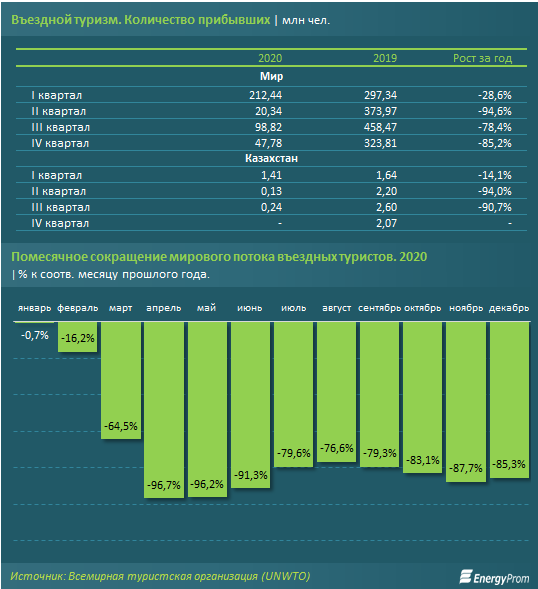 Въездной туризм. Количество прибывших | млн чел.
2020 2019 Рост за год
Мир
I квартал 212,44 297,34 -28,6%
II квартал 20,34 373,97 -94,6%
III квартал 98,82 458,47 -78,4%
IV квартал 47,78 323,81 -85,2%
Казахстан
I квартал 1,41 1,64 -14,1%
II квартал 0,13 2,20 -94,0%
III квартал 0,24 2,60 -90,7%
IV квартал - 2,07 -
Помесячное сокращение мирового потока въездных туристов. 2020
| % к соотв. месяцу прошлого года.
январь февраль март апрель май июнь июль август сентябрь октябрь ноябрь декабрь
-0,7% -16,2% -64,5% -96,7% -96,2% -91,3% -79,6% -76,6% -79,3% -83,1% -87,7% -85,3%
Источник: Всемирная туристская организация (UNWTO)
EnergyProm